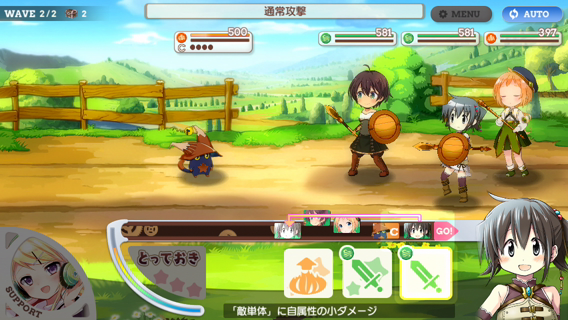 WAVE 2/2 2
通常攻撃
MENU
AUTO
500
C
581
581
397
C
GO!
とっておき
SUPPORT
「敵単体」に自属性の小ダメージ